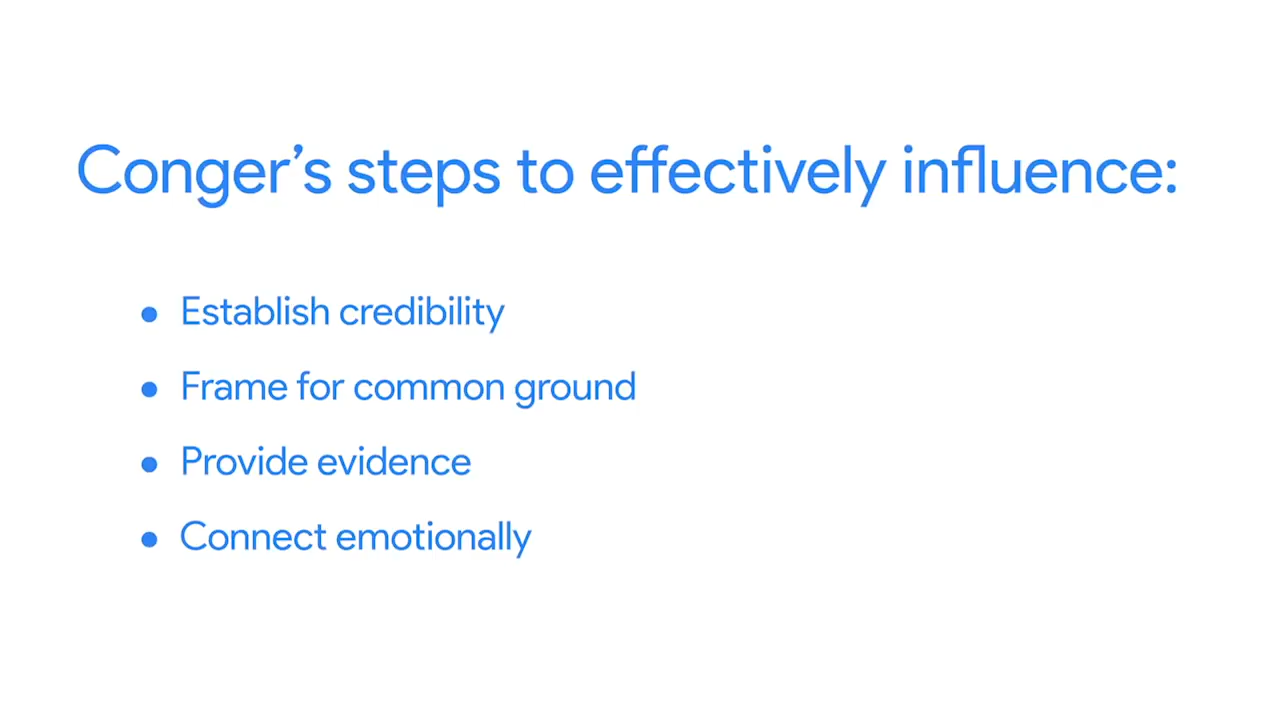 Conger’s steps to effectively influence:
● Establish credibility
● Frame for common ground
● Provide evidence
● Connect emotionally